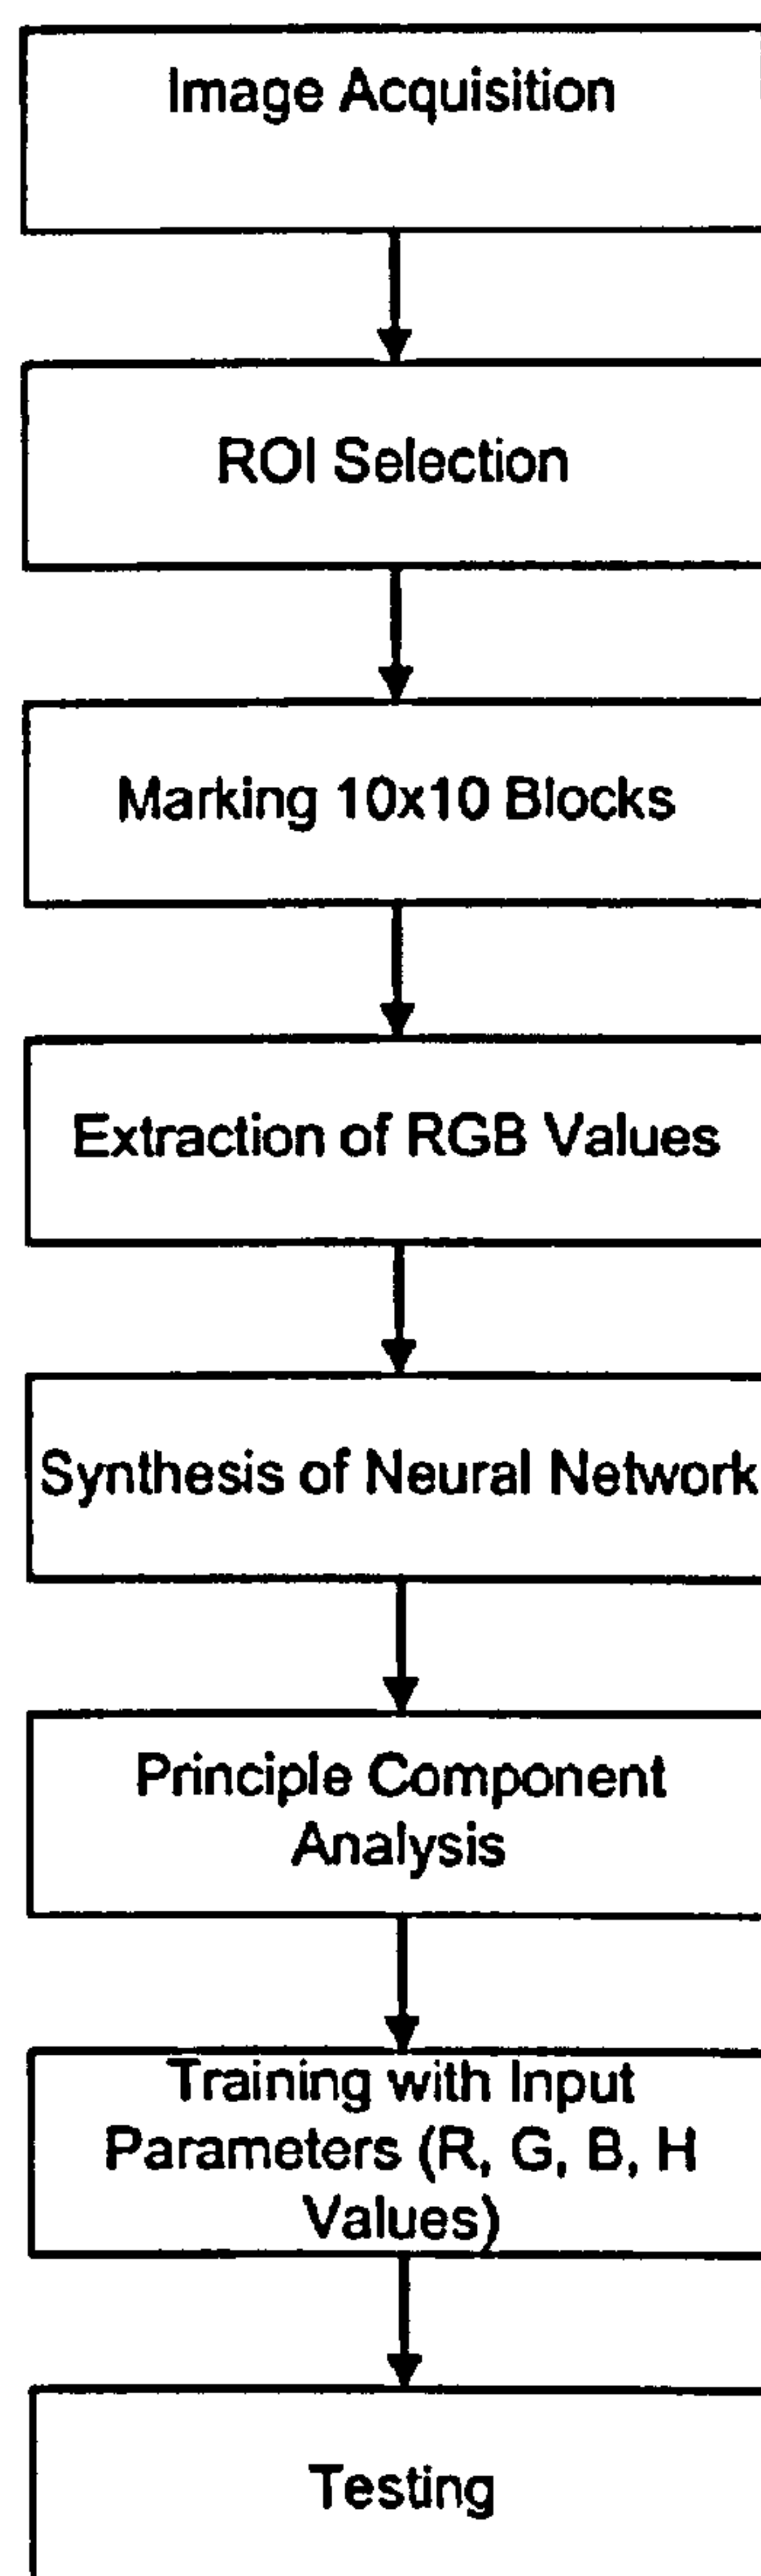 Image Acquisition
ROI Selection
Marking 10x10 Blocks
Extraction of RGB Values
Synthesis of Neural Network
Principle Component
Analysis
Training with Input
Parameters (R, G, B, H
Values)
Testing